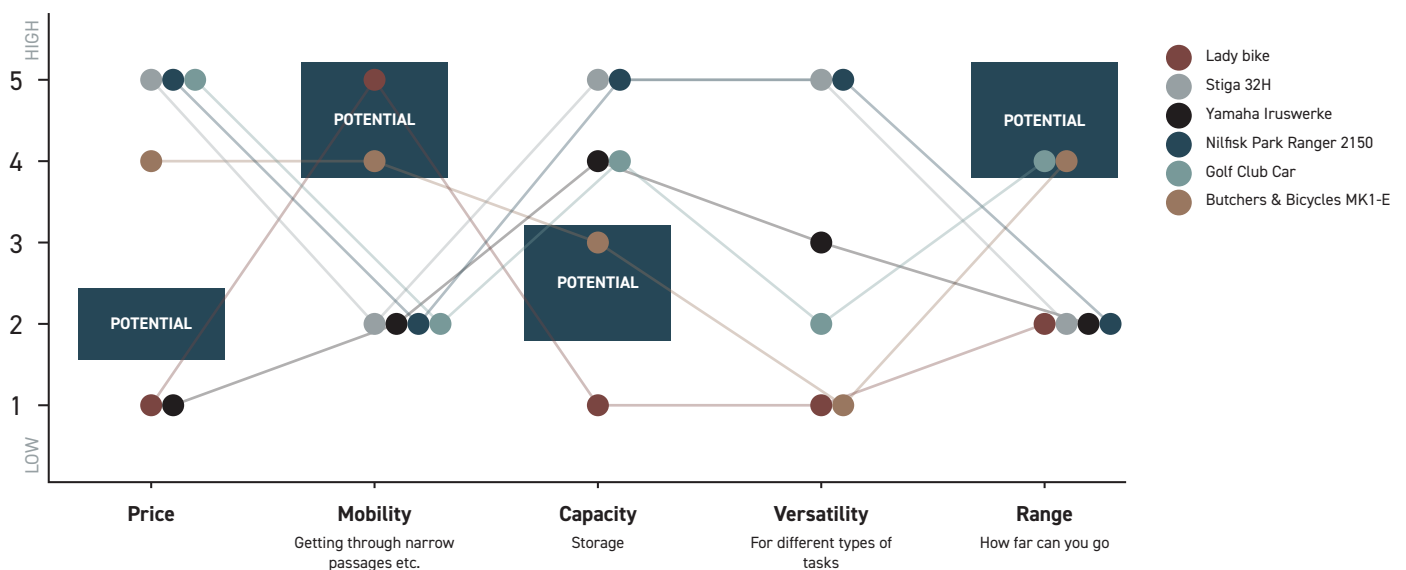 HIGH
5
4
3
2
1
LOW
POTENTIAL
POTENTIAL
POTENTIAL
POTENTIAL
Price
Mobility
Getting through narrow
passages etc.
Capacity
Storage
Versatility
For different types of
tasks
Range
How far can you go
Lady bike
Stiga 32H
Yamaha Iruswerke
Nilfisk Park Ranger 2150
Golf Club Car
Butchers & Bicycles MK1-E